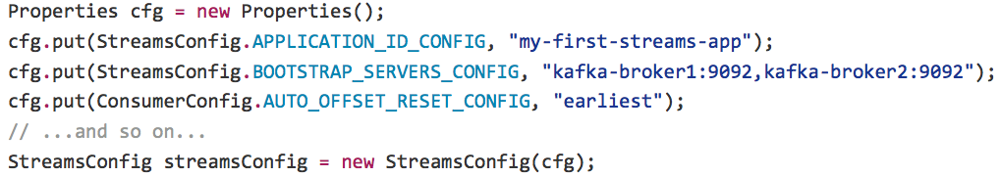 Properties cfg = new Properties();
cfg.put(StreamsConfig.APPLICATION_ID_CONFIG, "my-first-streams-app");
cfg.put(StreamsConfig.BOOTSTRAP_SERVERS_CONFIG, "kafka-broker1:9092,kafka-broker2:9092");
cfg.put(ConsumerConfig.AUTO_OFFSET_RESET_CONFIG, "earliest");
// ...and so on...
StreamsConfig streamsConfig = new StreamsConfig(cfg);